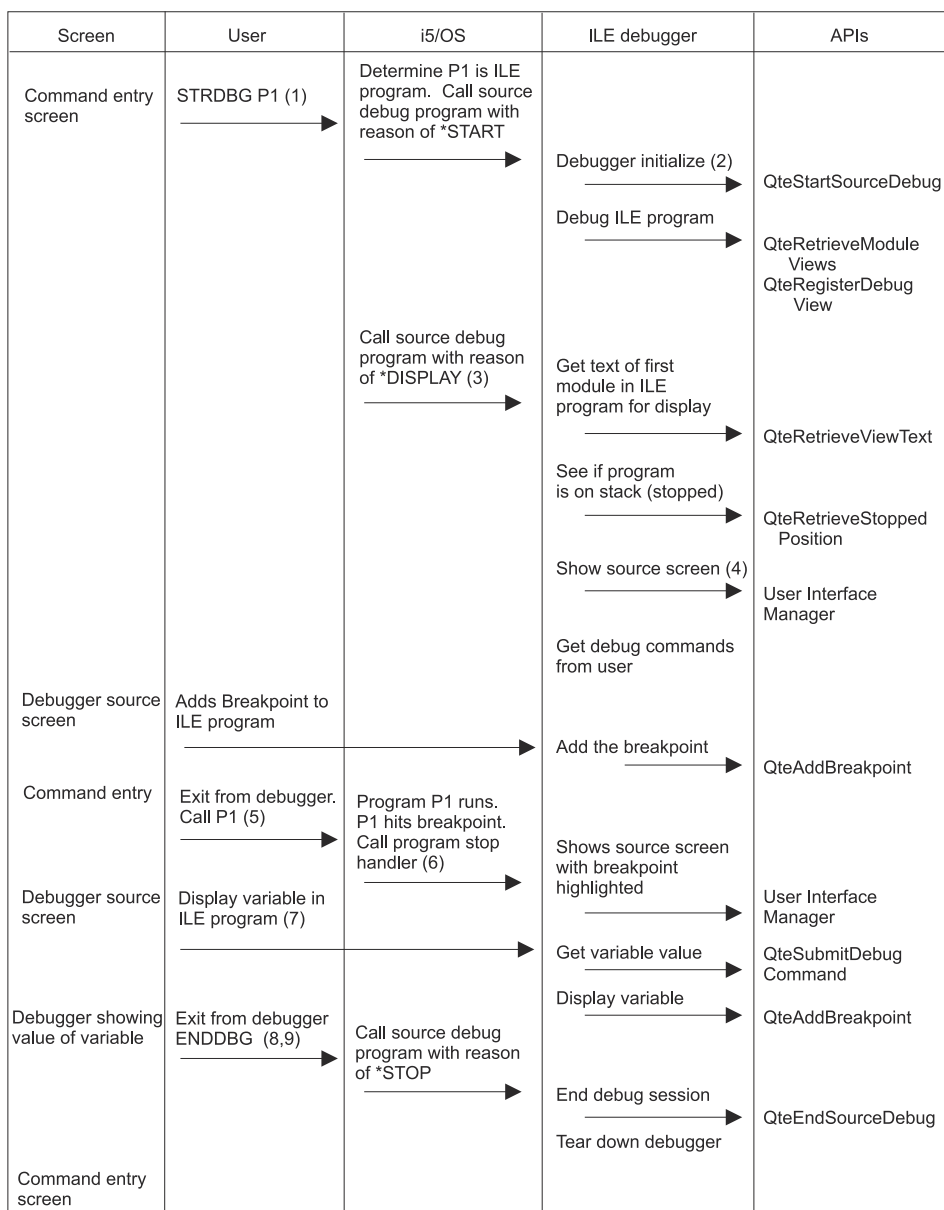 Screen
User
i5/OS
ILE debugger
APIs
Command entry
screen
STRDBG P1 (1)
Determine P1 is ILE
program. Call source
debug program with
reason of *START
Debugger initialize (2)
QteStartSourceDebug
Debug ILE program
QteRetrieveModule
Views
QteRegisterDebug
View
Call source debug
program with reason
of *DISPLAY (3)
Get text of first
module in ILE
program for display
QteRetrieveViewText
See if program
is on stack (stopped)
QteRetrieveStopped
Position
Show source screen (4)
User Interface
Manager
Get debug commands
from user
Debugger source
screen
Adds Breakpoint to
ILE program
Add the breakpoint
QteAddBreakpoint
Command entry
Exit from debugger.
Call P1 (5)
Program P1 runs.
P1 hits breakpoint.
Call program stop
handler (6)
Shows source screen
with breakpoint
highlighted
User Interface
Manager
Debugger source
screen
Display variable in
ILE program (7)
Get variable value
QteSubmitDebug
Command
Display variable
QteAddBreakpoint
Debugger showing
value of variable
Exit from debugger
ENDDBG (8,9)
Call source debug
program with reason
of *STOP
End debug session
QteEndSourceDebug
Tear down debugger
Command entry
screen